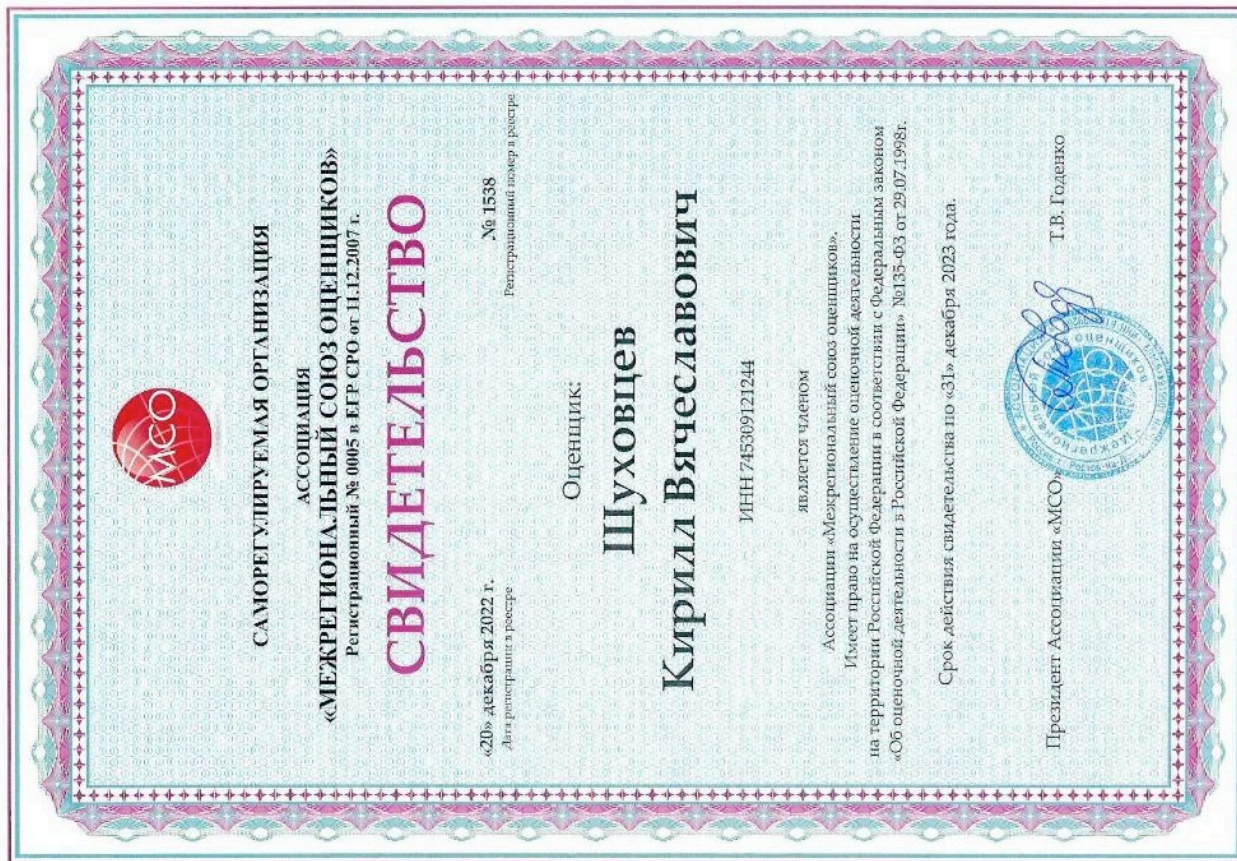 МСО
САМОРЕГУЛИРУЕМАЯ ОРГАНИЗАЦИЯ
АССОЦИАЦИЯ
«МЕЖРЕГИОНАЛЬНЫЙ СОЮЗ ОЦЕНЩИКОВ»
Регистрационный № 0005 в ЕГР СРО от 11.12.2007 г.
СВИДЕТЕЛЬСТВО
«20» декабря 2022 г. № 1538
Дата регистрации в реестре Регистрационный номер в реестре
Оценщик:
Шуховцев
Кирилл Вячеславович
ИНН 745309121244
является членом
Ассоциации «Межрегиональный союз оценщиков».
Имеет право на осуществление оценочной деятельности
на территории Российской Федерации в соответствии с Федеральным законом
«Об оценочной деятельности в Российской Федерации» №135-ФЗ от 29.07.1998г.
Срок действия свидетельства по «31» декабря 2023 года.
Президент Ассоциации «МСО» Т.В. Годенко